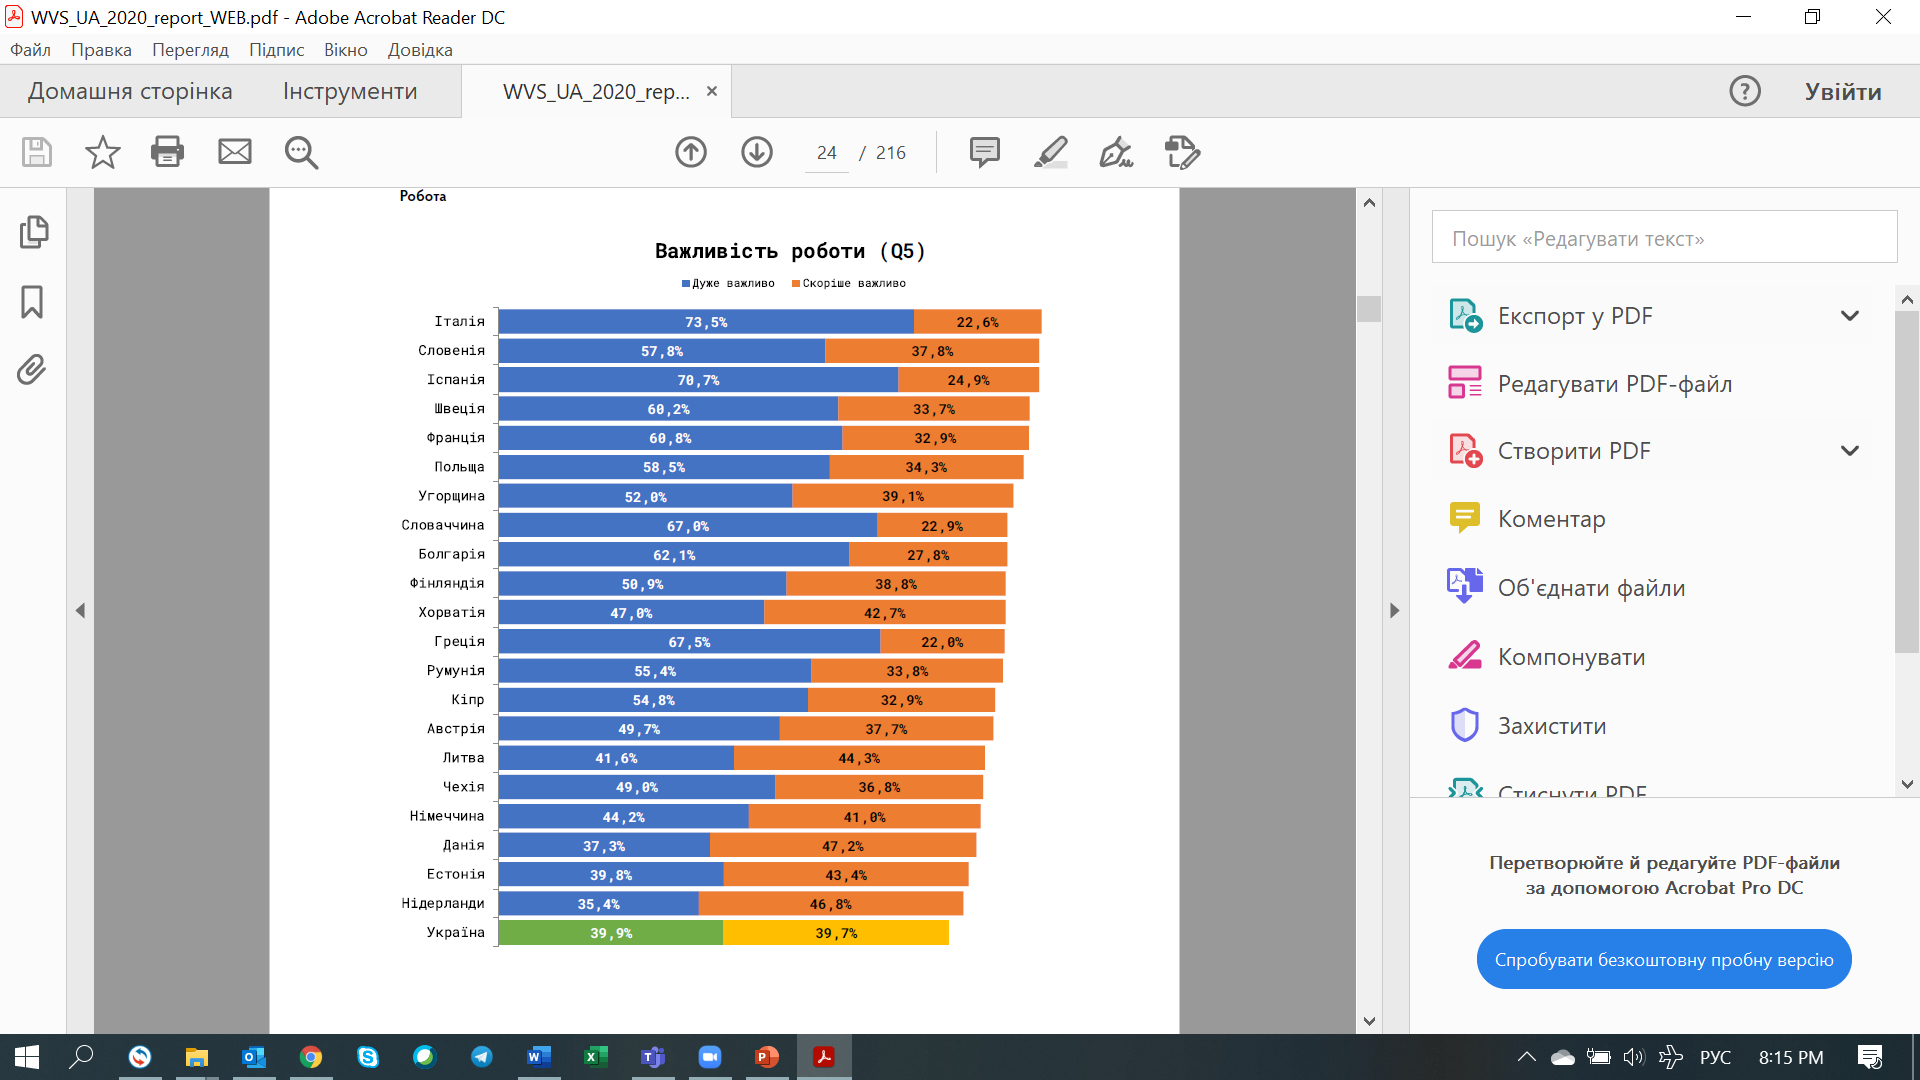 WVS_UA_2020_report_WEB.pdf - Adobe Acrobat Reader DC
Файл Правка Перегляд Підпис Вікно Довідка
Домашня сторінка Інструменти WVS_UA_2020_rep... Увійти
24 / 216
Робота
Важливість роботи (Q5)
Дуже важливо Скоріше важливо
Італія 73,5% 22,6%
Словенія 57,8% 37,8%
Іспанія 70,7% 24,9%
Швеція 60,2% 33,7%
Франція 60,8% 32,9%
Польща 58,5% 34,3%
Угорщина 52,0% 39,1%
Словаччина 67,0% 22,9%
Болгарія 62,1% 27,8%
Фінляндія 50,9% 38,8%
Хорватія 47,0% 42,7%
Греція 67,5% 22,0%
Румунія 55,4% 33,8%
Кіпр 54,8% 32,9%
Австрія 49,7% 37,7%
Литва 41,6% 44,3%
Чехія 49,0% 36,8%
Німеччина 44,2% 41,0%
Данія 37,3% 47,2%
Естонія 39,8% 43,4%
Нідерланди 35,4% 46,8%
Україна 39,9% 39,7%
Пошук «Редагувати текст»
Експорт у PDF
Редагувати PDF-файл
Створити PDF
Коментар
Об'єднати файли
Компонувати
Захистити
Стиснути PDF
Перетворюйте й редагуйте PDF-файли
за допомогою Acrobat Pro DC
Спробувати безкоштовну пробну версію
РУС 8:15 PM